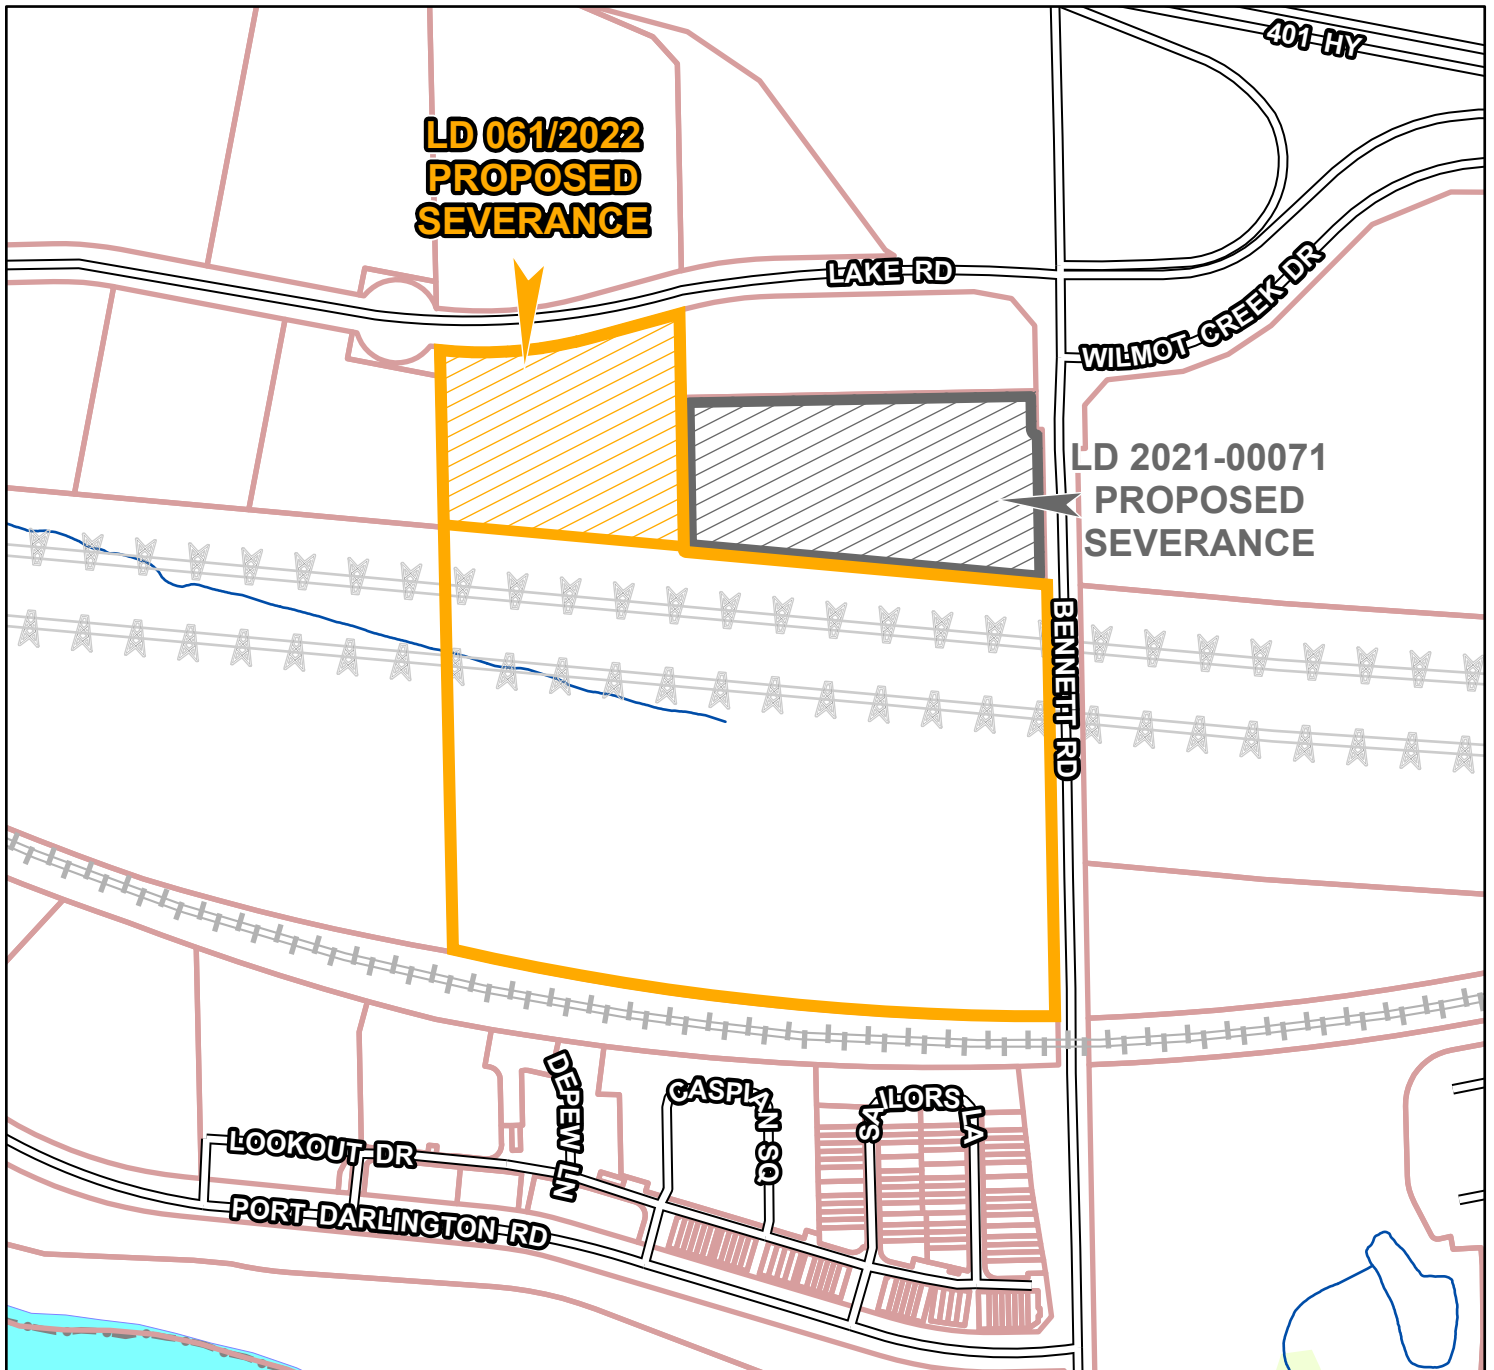 401 HY
LD 061/2022
PROPOSED
SEVERANCE
LAKE RD
WILMOT CREEK DR
LD 2021-00071
PROPOSED
SEVERANCE
BENNETT RD
DEPEW LN
CASPIAN SQ
SAILORS LA
LOOKOUT DR
PORT DARLINGTON RD